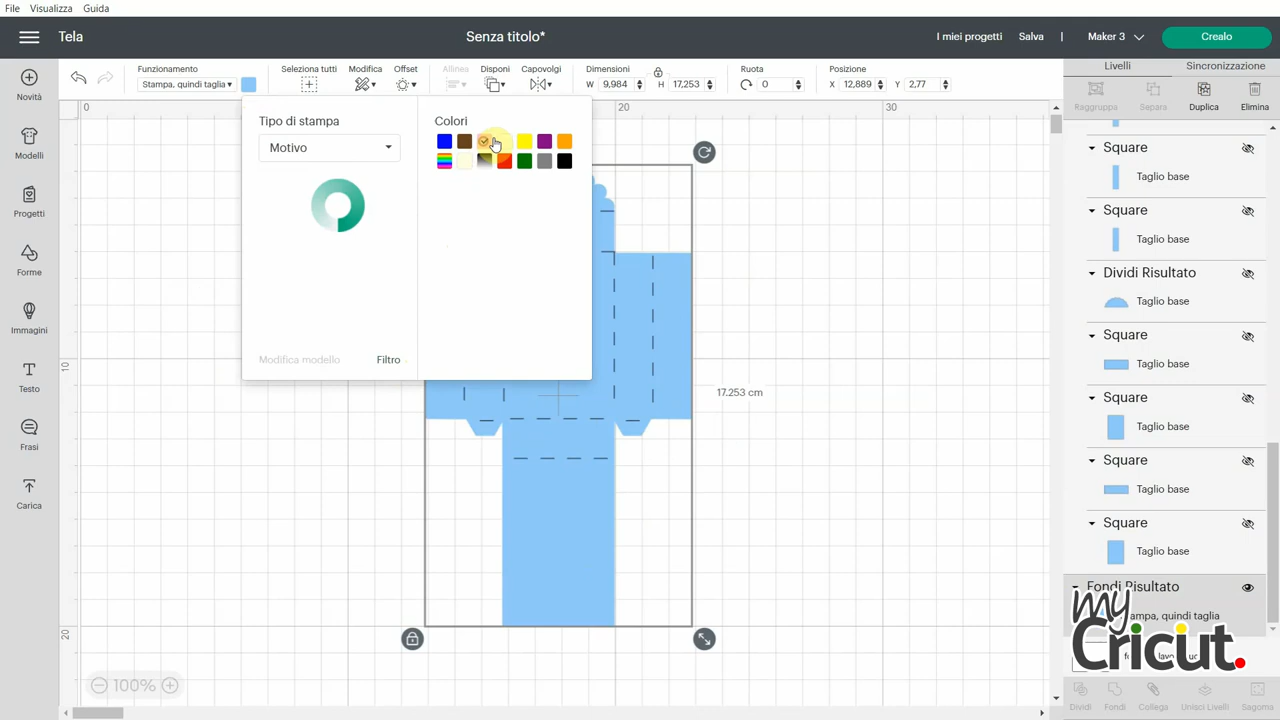 File Visualizza Guida
Tela
Senza titolo*
I miei progetti Salva Maker 3 Crealo
Funzionamento
Stampa, quindi taglia
Seleziona tutti
Modifica
Offset
Allinea
Disponi
Capovolgi
Dimensioni
W 9,984 H 17,253
Ruota
0
Posizione
X 12,889 Y 2,77
Livelli Sincronizzazione
Raggruppa Separa Duplica Elimina
Novità
Modelli
Progetti
Forme
Immagini
Testo
Frasi
Carica
0 20 30
10
20
Tipo di stampa
Motivo
Modifica modello Filtro
Colori
17.253 cm
100%
Square
Taglio base
Square
Taglio base
Dividi Risultato
Taglio base
Square
Taglio base
Square
Taglio base
Square
Taglio base
Square
Taglio base
Fondi Risultato
Stampa, quindi taglia
my
Cricut.
Dividi Fondi Collega Unisci Livelli Sagoma